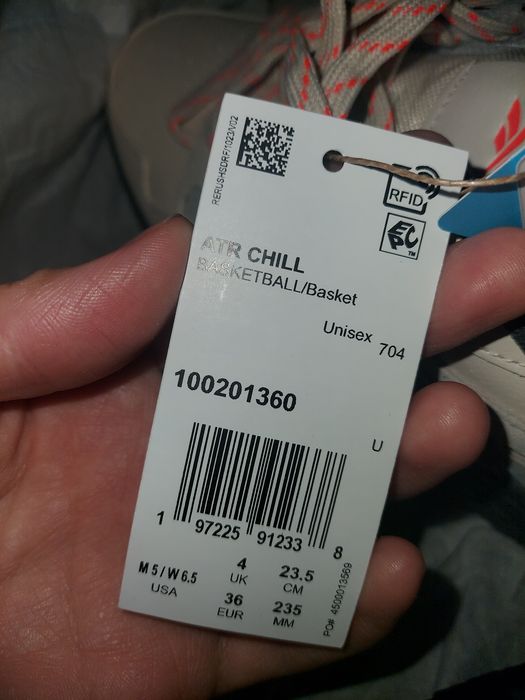 RERUSHSDRF/1023/V02
RFID
EPC™
ATR CHILL
BASKETBALL/Basket
Unisex 704
100201360
U
1 97225 91233 8
M 5 / W 6.5 4 23.5
USA UK CM
36 235
EUR MM
PO# 4500013569